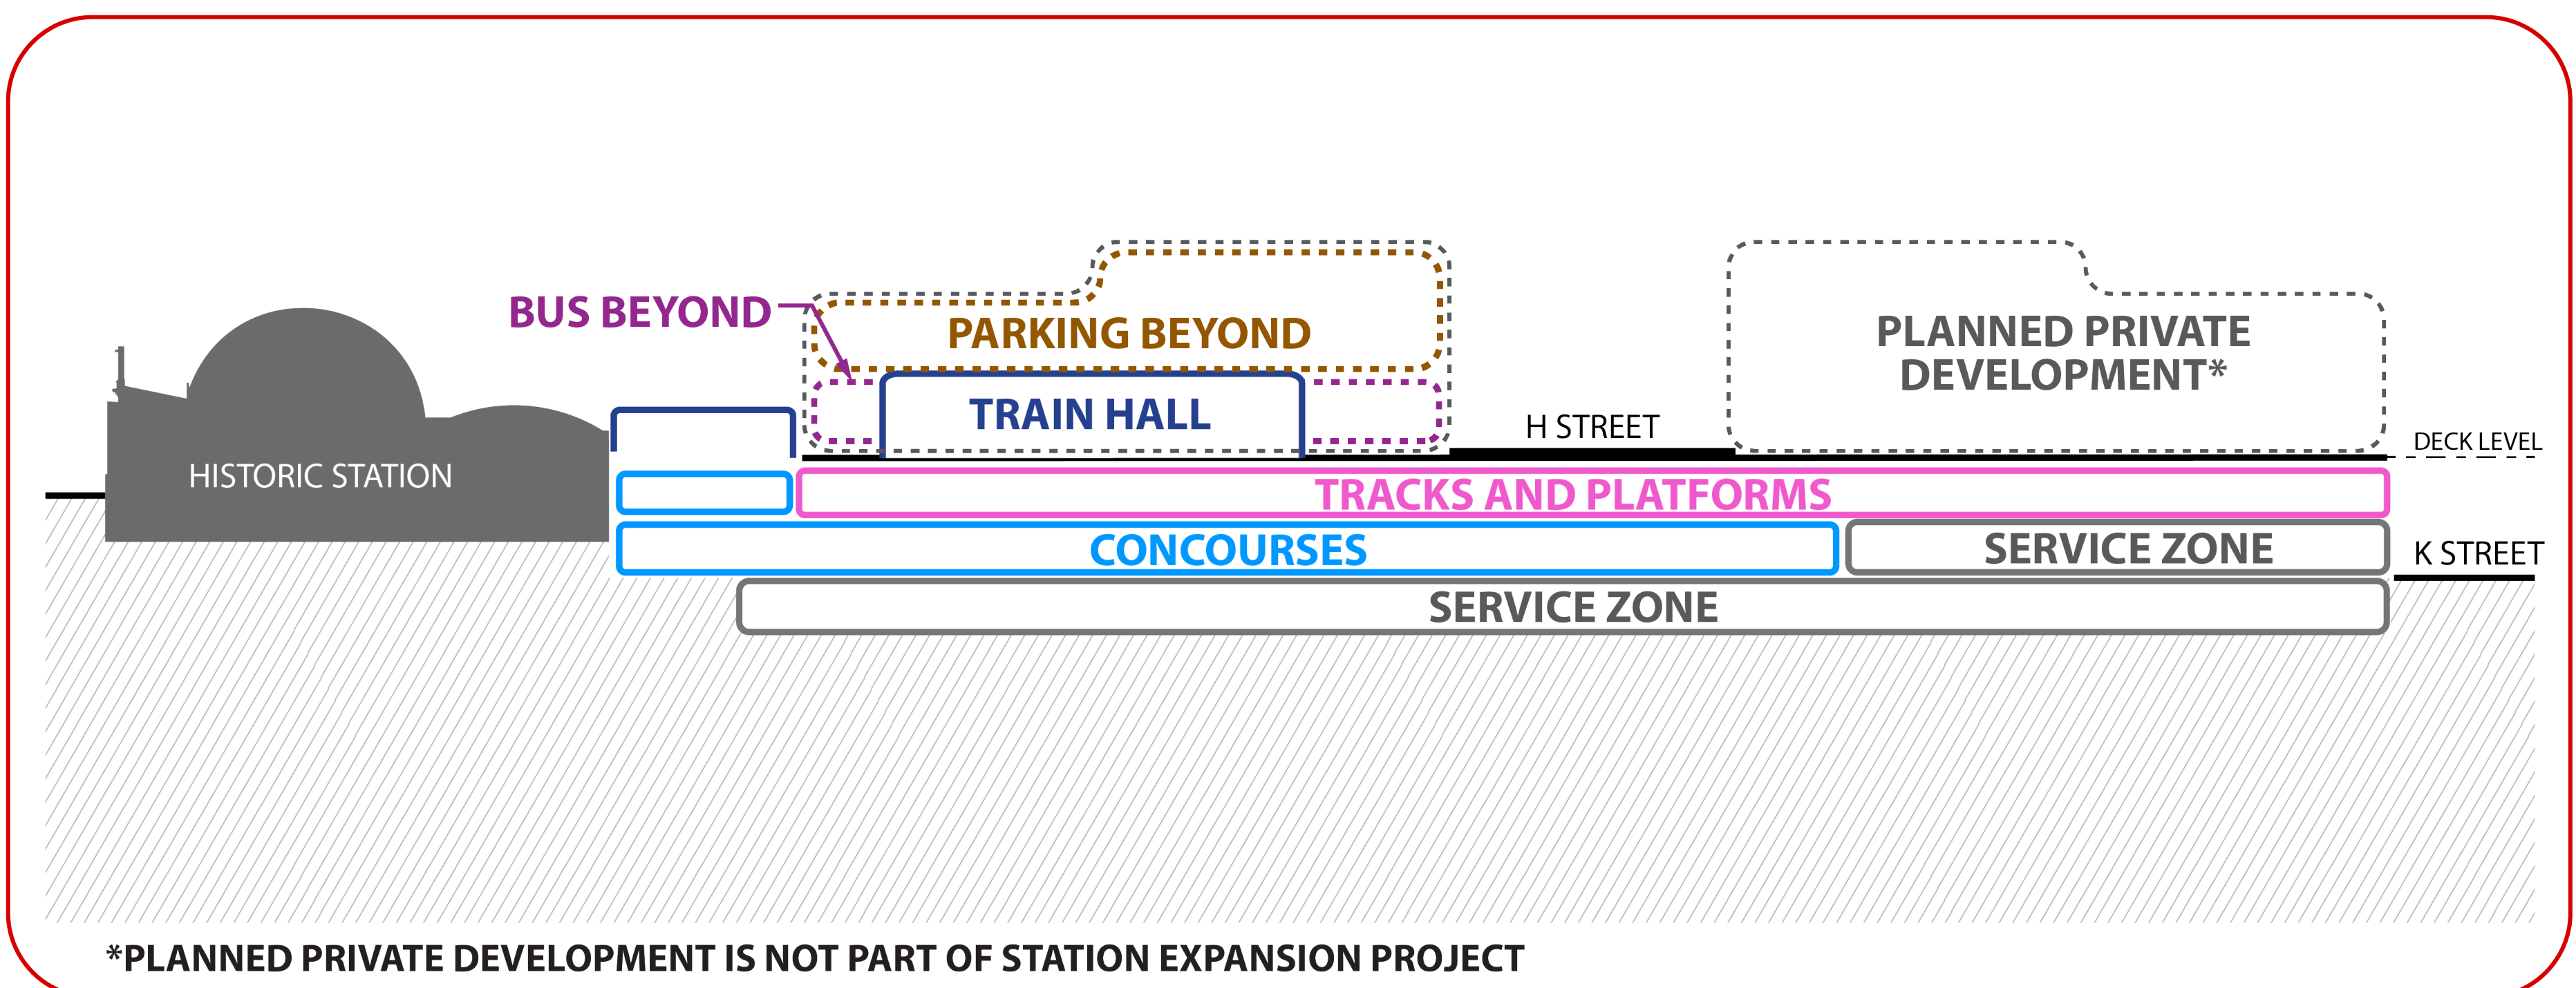 BUS BEYOND
PARKING BEYOND
PLANNED PRIVATE
DEVELOPMENT*
TRAIN HALL
H STREET
DECK LEVEL
HISTORIC STATION
TRACKS AND PLATFORMS
CONCOURSES
SERVICE ZONE
K STREET
SERVICE ZONE
*PLANNED PRIVATE DEVELOPMENT IS NOT PART OF STATION EXPANSION PROJECT